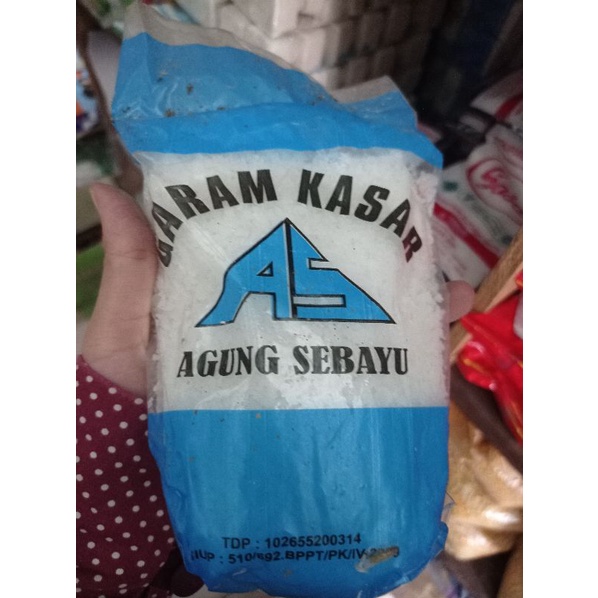 GARAM KASAR
AS
AGUNG SEBAYU
TDP : 102655200314